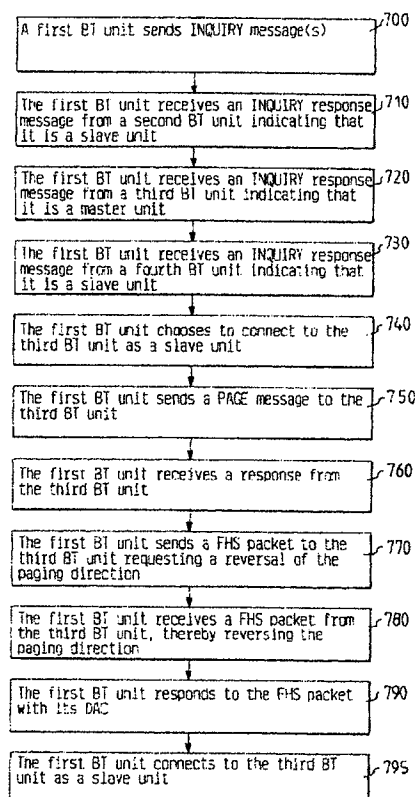 A first BT unit sends INQUIRY message(s)
700
The first BT unit receives an INQUIRY response
message from a second BT unit indicating that
it is a slave unit
710
The first BT unit receives an INQUIRY response
message from a third BT unit indicating that
it is a master unit
720
The first BT unit receives an INQUIRY response
message from a fourth BT unit indicating that
it is a slave unit
730
The first BT unit chooses to connect to the
third BT unit as a slave unit
740
The first BT unit sends a PAGE message to the
third BT unit
750
The first BT unit receives a response from
the third BT unit
760
The first BT unit sends a FHS packet to the
third BT unit requesting a reversal of the
paging direction
770
The first BT unit receives a FHS packet from
the third BT unit, thereby reversing the
paging direction
780
The first BT unit responds to the FHS packet
with its DAC
790
The first BT unit connects to the third BT
unit as a slave unit
795